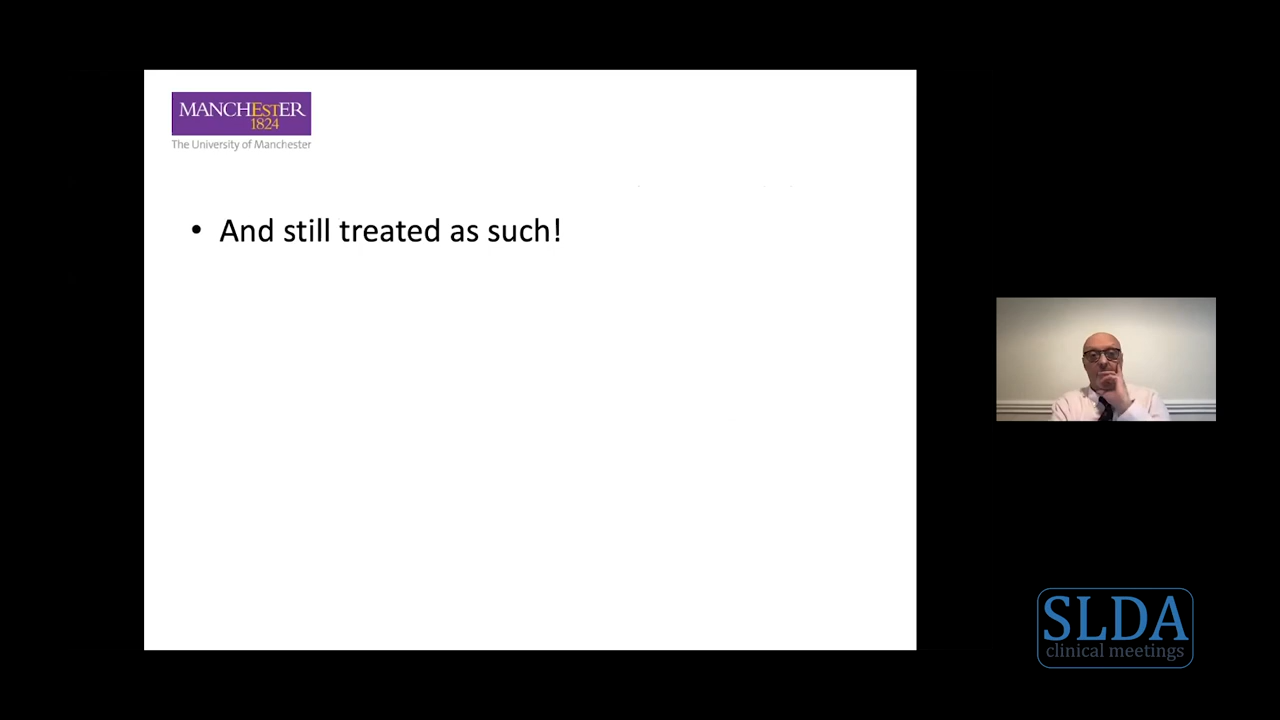 MANCHESTER
1824
The University of Manchester
• And still treated as such!
SLDA
clinical meetings